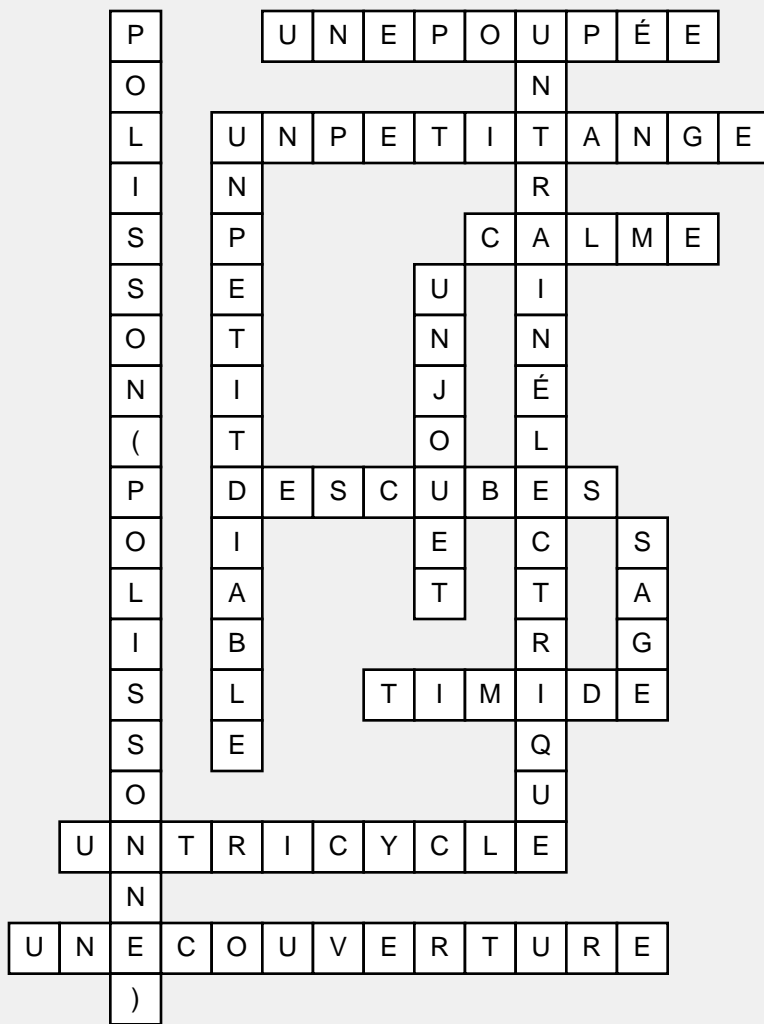 POLISSON(POLISSONNE)
UNEPOUPÉE
UNTRAINÉLECTRIQUE
UNPETITANGE
UNPETITDIABLE
CALME
UNJOUET
DESCUBES
SAGE
TIMIDE
UNTRICYCLE
UNECOUVERTURE